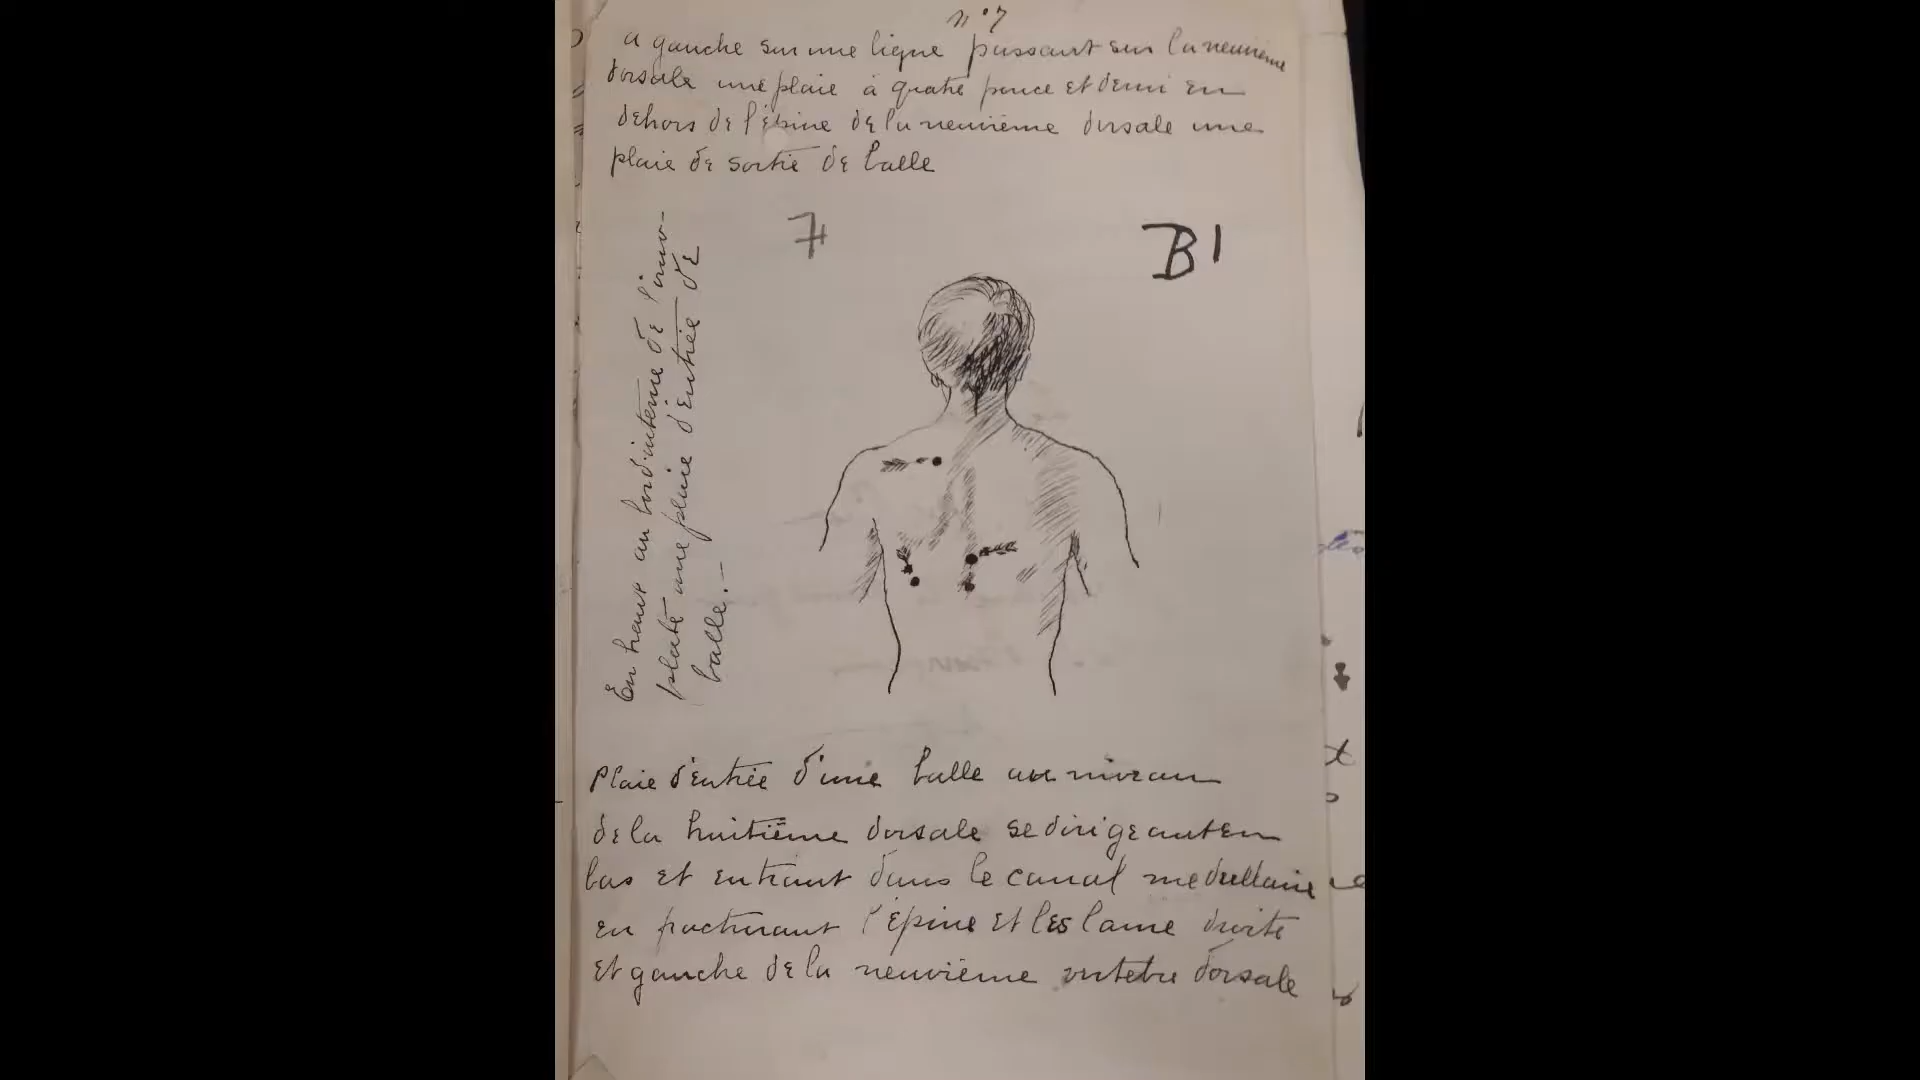 n° 7
a gauche sur une ligne passant sur la neuvième
dorsale une plaie à quatre pouce et demi en
dehors de l'épine de la neuvième dorsale une
plaie de sortie de balle
7
B1
En haut au bord interne de l'omo-
plate une plaie d'entrée de
balle. —
Plaie d'entrée d'une balle au niveau
de la huitième dorsale se dirigeant en
bas et entrant dans le canal medullaire
en fracturant l'épine et les lame droite
et gauche de la neuvième vertebre dorsale